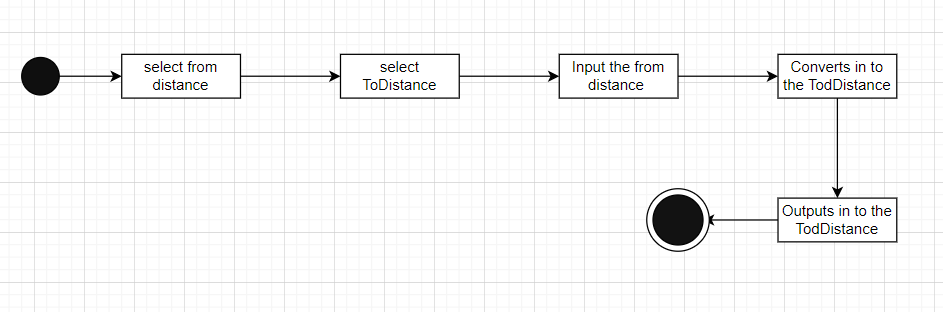 select from
distance
select
ToDistance
Input the from
distance
Converts in to
the TodDistance
Outputs in to the
TodDistance